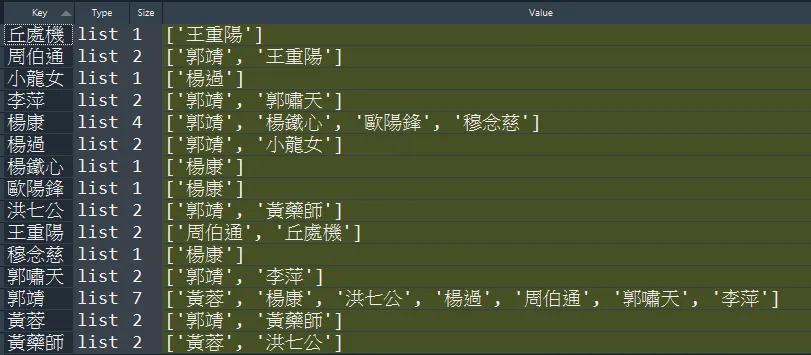 Key Type Size Value
丘處機 list 1 ['王重陽']
周伯通 list 2 ['郭靖', '王重陽']
小龍女 list 1 ['楊過']
李萍 list 2 ['郭靖', '郭嘯天']
楊康 list 4 ['郭靖', '楊鐵心', '歐陽鋒', '穆念慈']
楊過 list 2 ['郭靖', '小龍女']
楊鐵心 list 1 ['楊康']
歐陽鋒 list 1 ['楊康']
洪七公 list 2 ['郭靖', '黃藥師']
王重陽 list 2 ['周伯通', '丘處機']
穆念慈 list 1 ['楊康']
郭嘯天 list 2 ['郭靖', '李萍']
郭靖 list 7 ['黃蓉', '楊康', '洪七公', '楊過', '周伯通', '郭嘯天', '李萍']
黃蓉 list 2 ['郭靖', '黃藥師']
黃藥師 list 2 ['黃蓉', '洪七公']